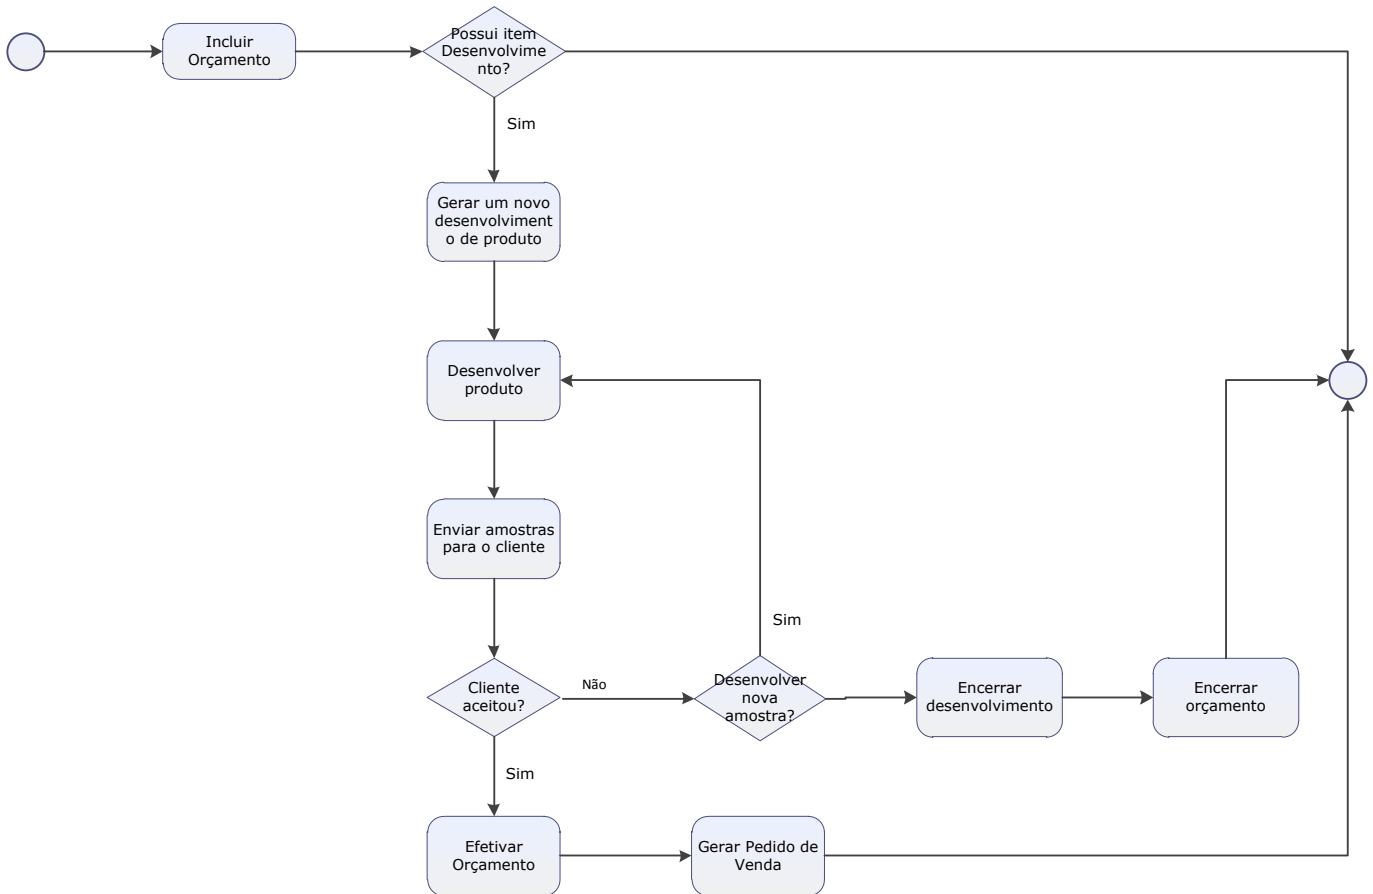 Incluir
Orçamento
Possui item
Desenvolvime
nto?
Sim
Gerar um novo
desenvolviment
o de produto
Desenvolver
produto
Enviar amostras
para o cliente
Sim
Cliente
aceitou?
Não
Desenvolver
nova
amostra?
Encerrar
desenvolvimento
Encerrar
orçamento
Sim
Efetivar
Orçamento
Gerar Pedido de
Venda